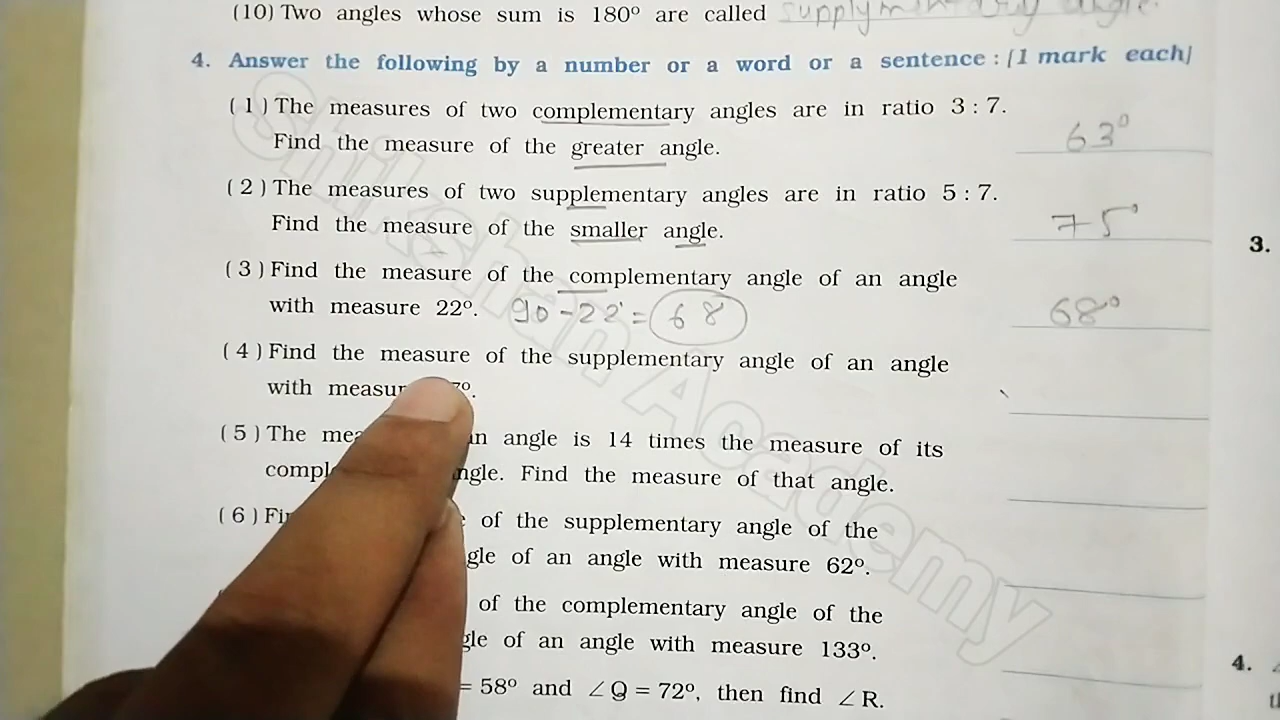 (10) Two angles whose sum is 180° are called
4. Answer the following by a number or a word or a sentence : [1 mark each]
(1) The measures of two complementary angles are in ratio 3 : 7.
Find the measure of the greater angle. 63°
(2) The measures of two supplementary angles are in ratio 5 : 7.
Find the measure of the smaller angle. 75°
3.
(3) Find the measure of the complementary angle of an angle
with measure 22°. 90-22°= 68 68°
(4) Find the measure of the supplementary angle of an angle
with
(5) The angle is 14 times the measure of its
angle. Find the measure of that angle.
(6) of the supplementary angle of the
of an angle with measure 62°.
of the complementary angle of the
of an angle with measure 133°.
4.
= 58° and ∠Q = 72°, then find ∠R.
Shikshan Academy